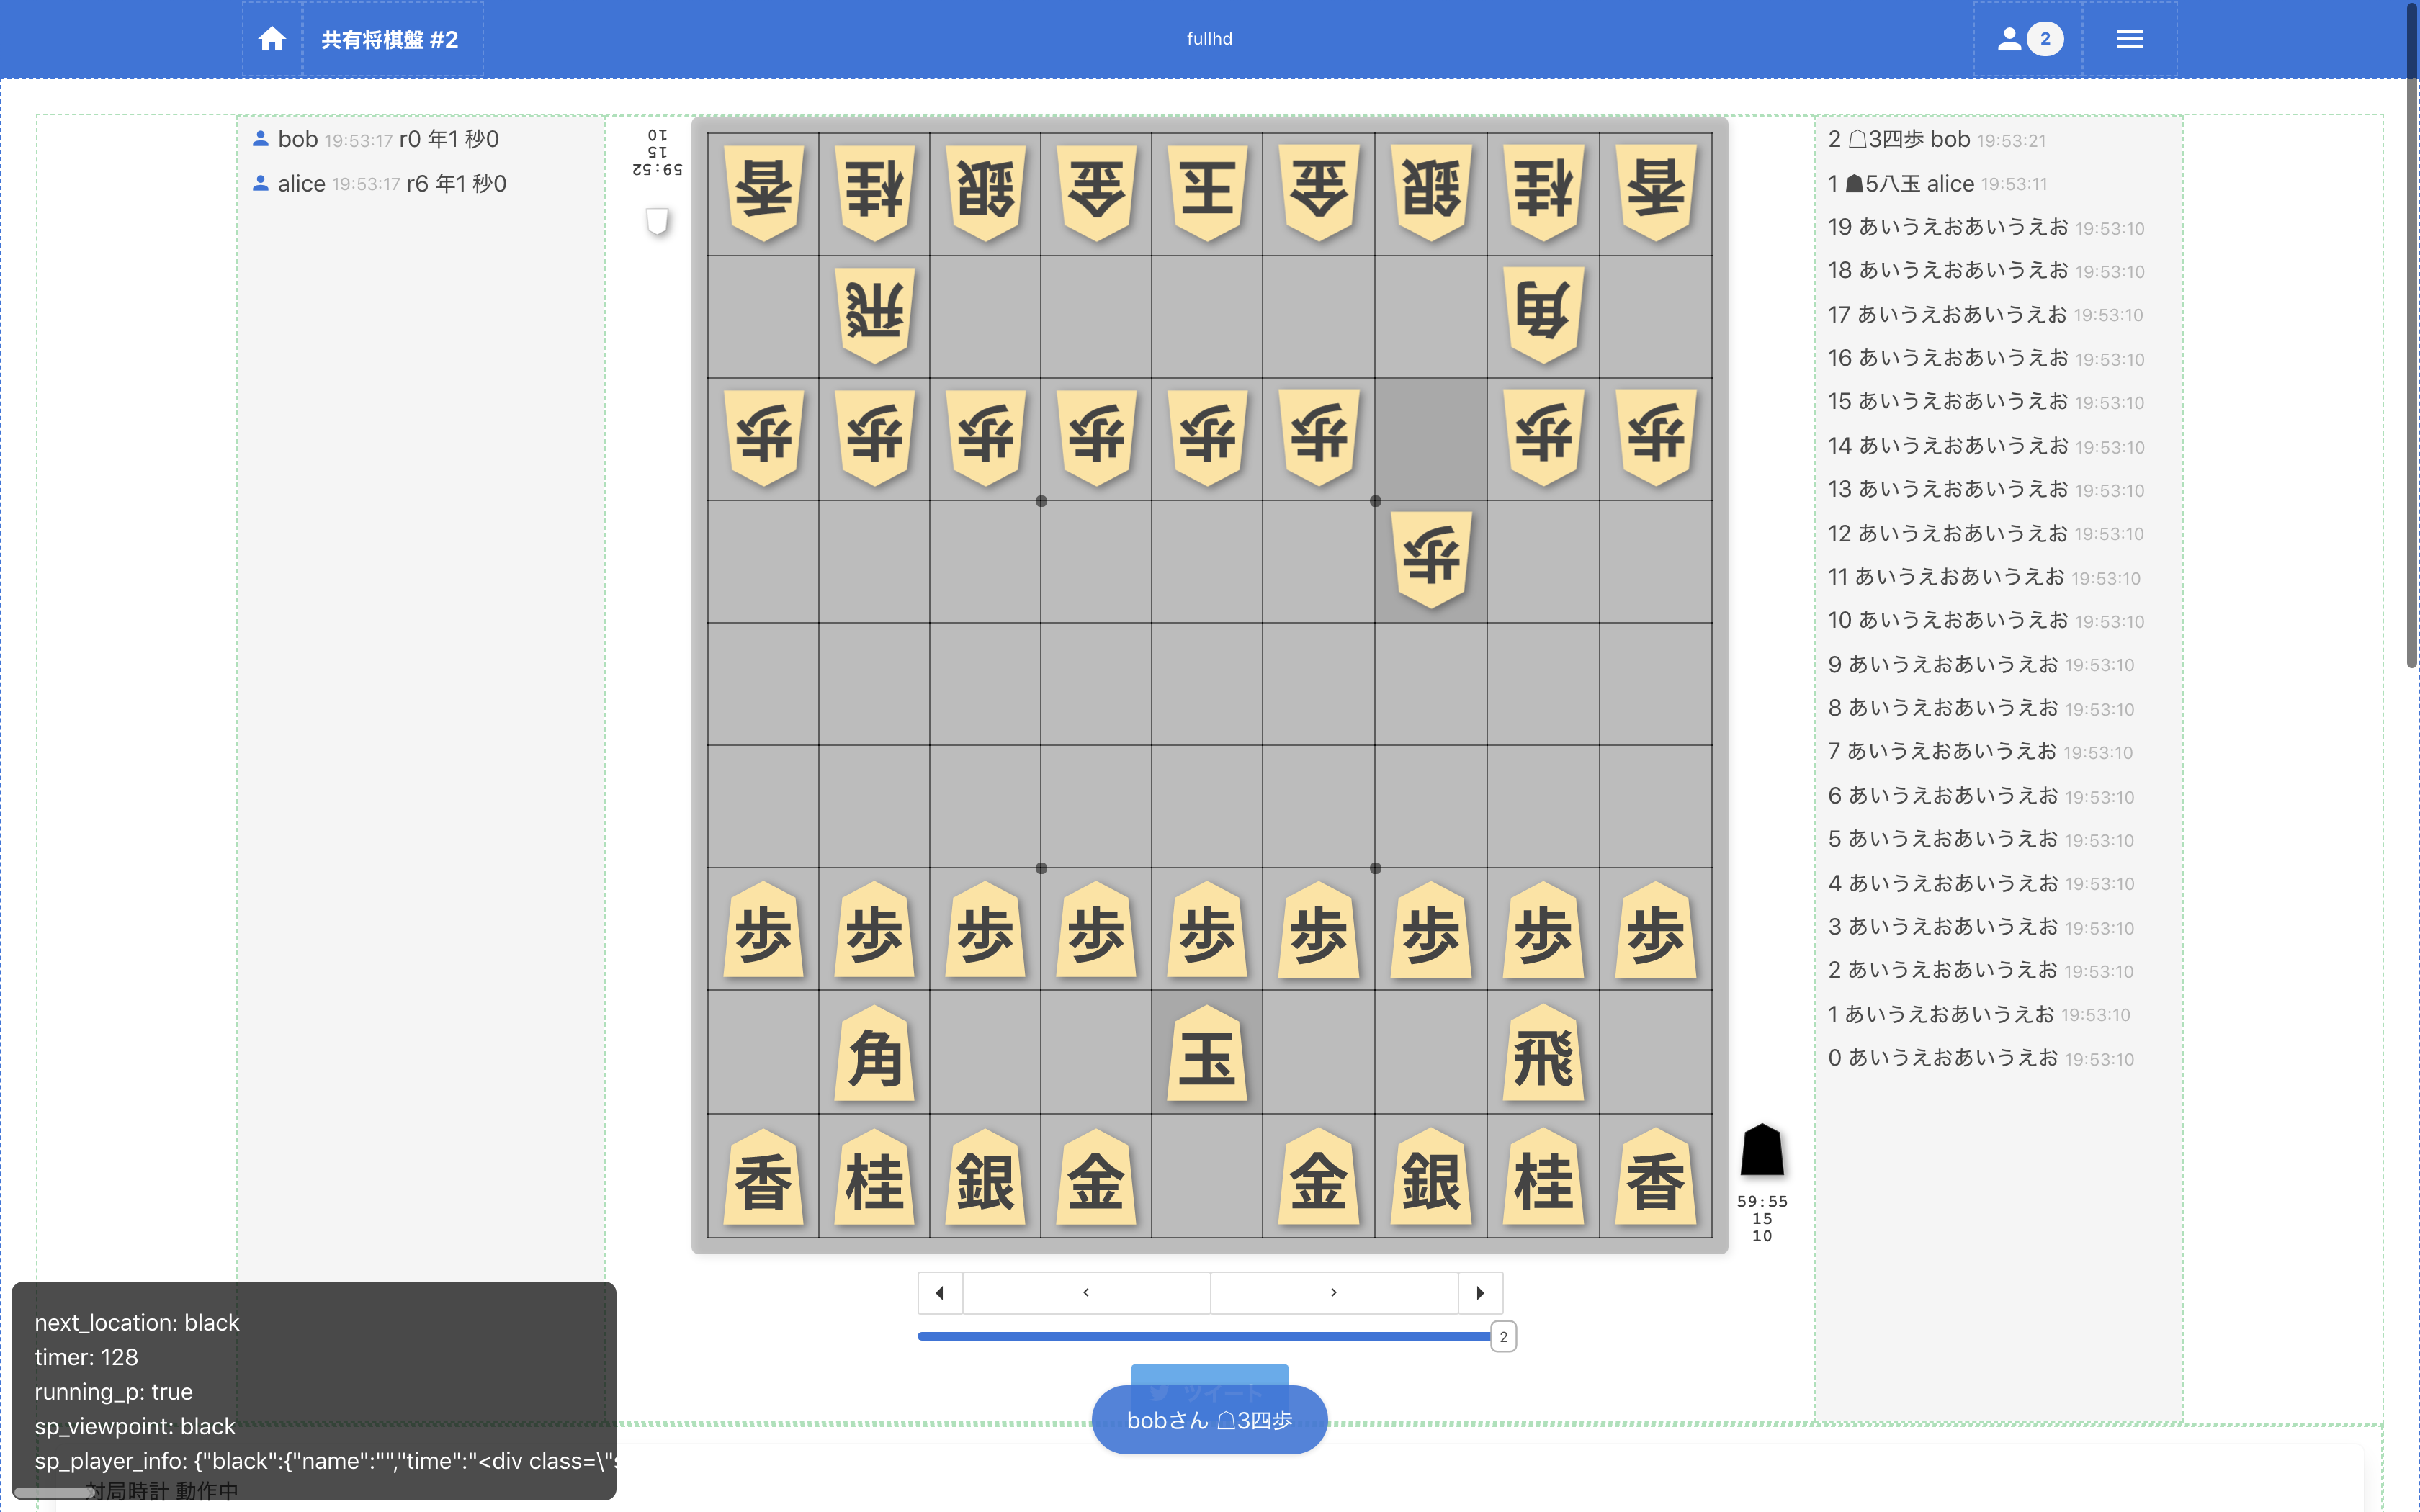 共有将棋盤 #2
fullhd
2
bob 19:53:17 r0 年1 秒0
alice 19:53:17 r6 年1 秒0
59:52
15
10
香 桂 銀 金 玉 金 銀 桂 香
飛 角
歩 歩 歩 歩 歩 歩 歩 歩
歩
歩 歩 歩 歩 歩 歩 歩 歩 歩
角 玉 飛
香 桂 銀 金 金 銀 桂 香
59:55
15
10
2 ☖3四歩 bob 19:53:21
1 ☗5八玉 alice 19:53:11
19 あいうえおあいうえお 19:53:10
18 あいうえおあいうえお 19:53:10
17 あいうえおあいうえお 19:53:10
16 あいうえおあいうえお 19:53:10
15 あいうえおあいうえお 19:53:10
14 あいうえおあいうえお 19:53:10
13 あいうえおあいうえお 19:53:10
12 あいうえおあいうえお 19:53:10
11 あいうえおあいうえお 19:53:10
10 あいうえおあいうえお 19:53:10
9 あいうえおあいうえお 19:53:10
8 あいうえおあいうえお 19:53:10
7 あいうえおあいうえお 19:53:10
6 あいうえおあいうえお 19:53:10
5 あいうえおあいうえお 19:53:10
4 あいうえおあいうえお 19:53:10
3 あいうえおあいうえお 19:53:10
2 あいうえおあいうえお 19:53:10
1 あいうえおあいうえお 19:53:10
0 あいうえおあいうえお 19:53:10
2
ツイート
bobさん ☖3四歩
next_location: black
timer: 128
running_p: true
sp_viewpoint: black
sp_player_info: {"black":{"name":"","time":"<div class=\"
対局時計 動作中